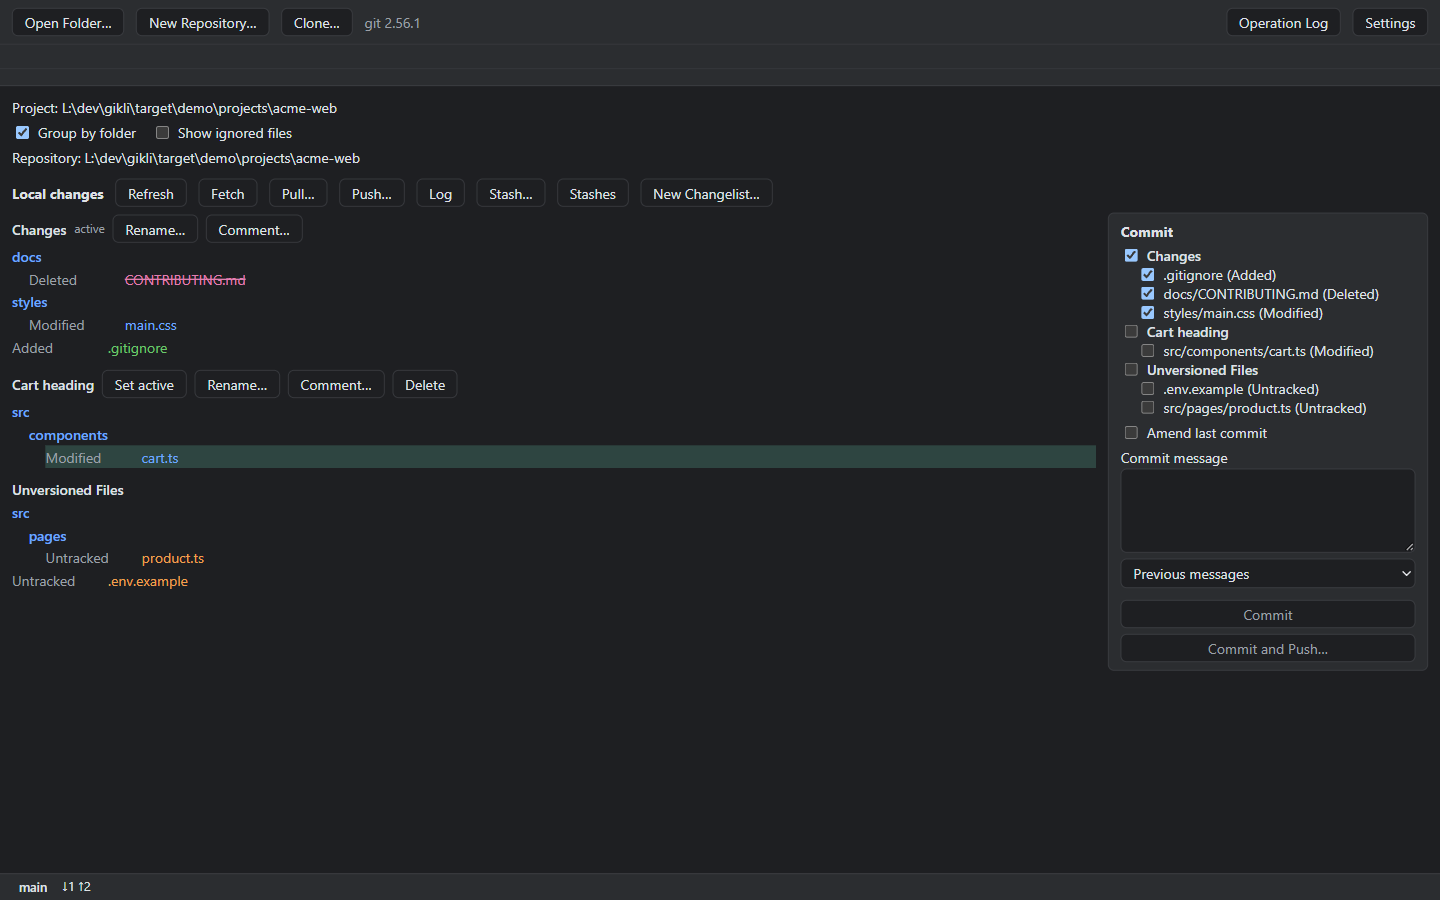 Open Folder... New Repository... Clone... git 2.56.1 Operation Log Settings
Project: L:\dev\gikli\target\demo\projects\acme-web
Group by folder Show ignored files
Repository: L:\dev\gikli\target\demo\projects\acme-web
Local changes Refresh Fetch Pull... Push... Log Stash... Stashes New Changelist...
Changes active Rename... Comment...
docs
Deleted CONTRIBUTING.md
styles
Modified main.css
Added .gitignore
Cart heading Set active Rename... Comment... Delete
src
components
Modified cart.ts
Unversioned Files
src
pages
Untracked product.ts
Untracked .env.example
Commit
Changes
.gitignore (Added)
docs/CONTRIBUTING.md (Deleted)
styles/main.css (Modified)
Cart heading
src/components/cart.ts (Modified)
Unversioned Files
.env.example (Untracked)
src/pages/product.ts (Untracked)
Amend last commit
Commit message
Previous messages
Commit
Commit and Push...
main ↓1 ↑2